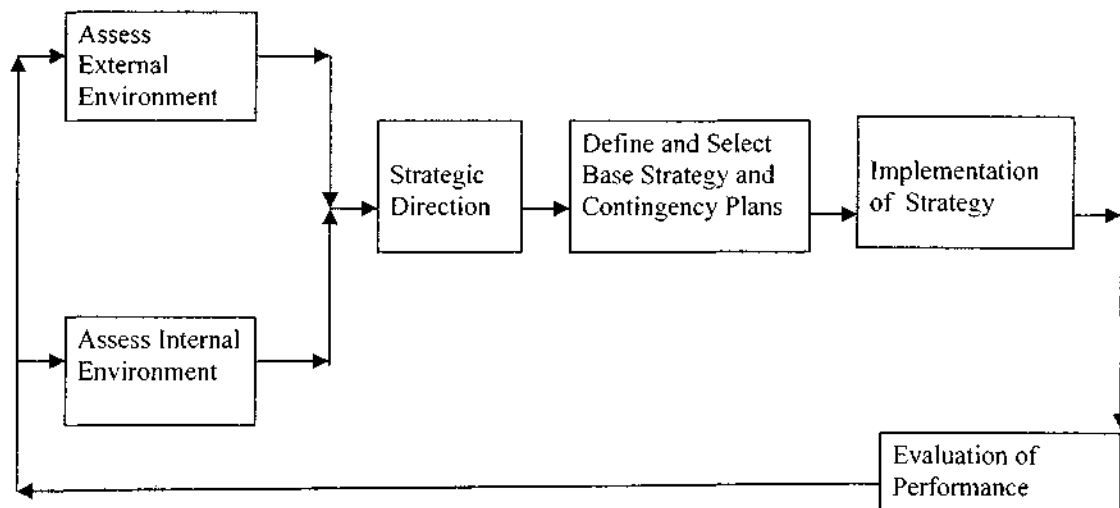 Assess
External
Environment
Strategic
Direction
Define and Select
Base Strategy and
Contingency Plans
Implementation
of Strategy
Assess Internal
Environment
Evaluation of
Performance